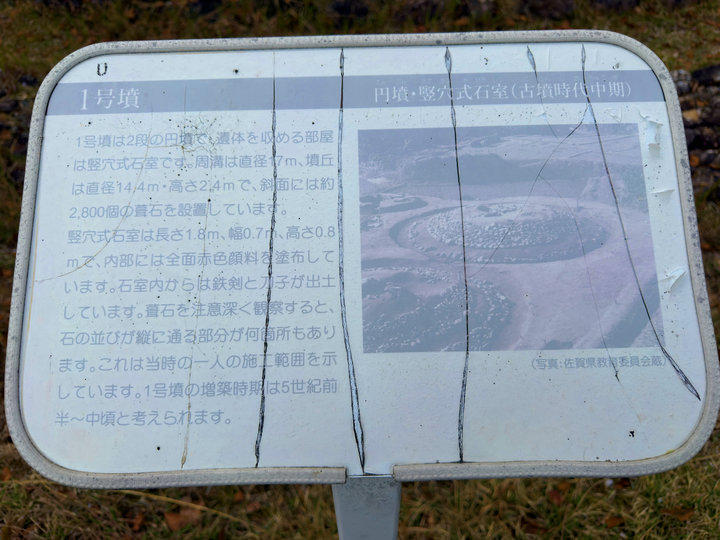 1号墳
円墳・竪穴式石室（古墳時代中期）
1号墳は2段の円墳で、遺体を収める部屋
は竪穴式石室です。周溝は直径17m、墳丘
は直径14.4m・高さ2.4mで、斜面には約
2,800個の葺石を設置しています。
竪穴式石室は長さ1.8m、幅0.7m、高さ0.8
mで、内部には全面赤色顔料を塗布して
います。石室内からは鉄剣と刀子が出土
しています。葺石を注意深く観察すると、
石の並びが縦に通る部分が何箇所もあり
ます。これは当時の一人の施工範囲を示
しています。1号墳の増築時期は5世紀前
半～中頃と考えられます。
（写真：佐賀県教育委員会蔵）